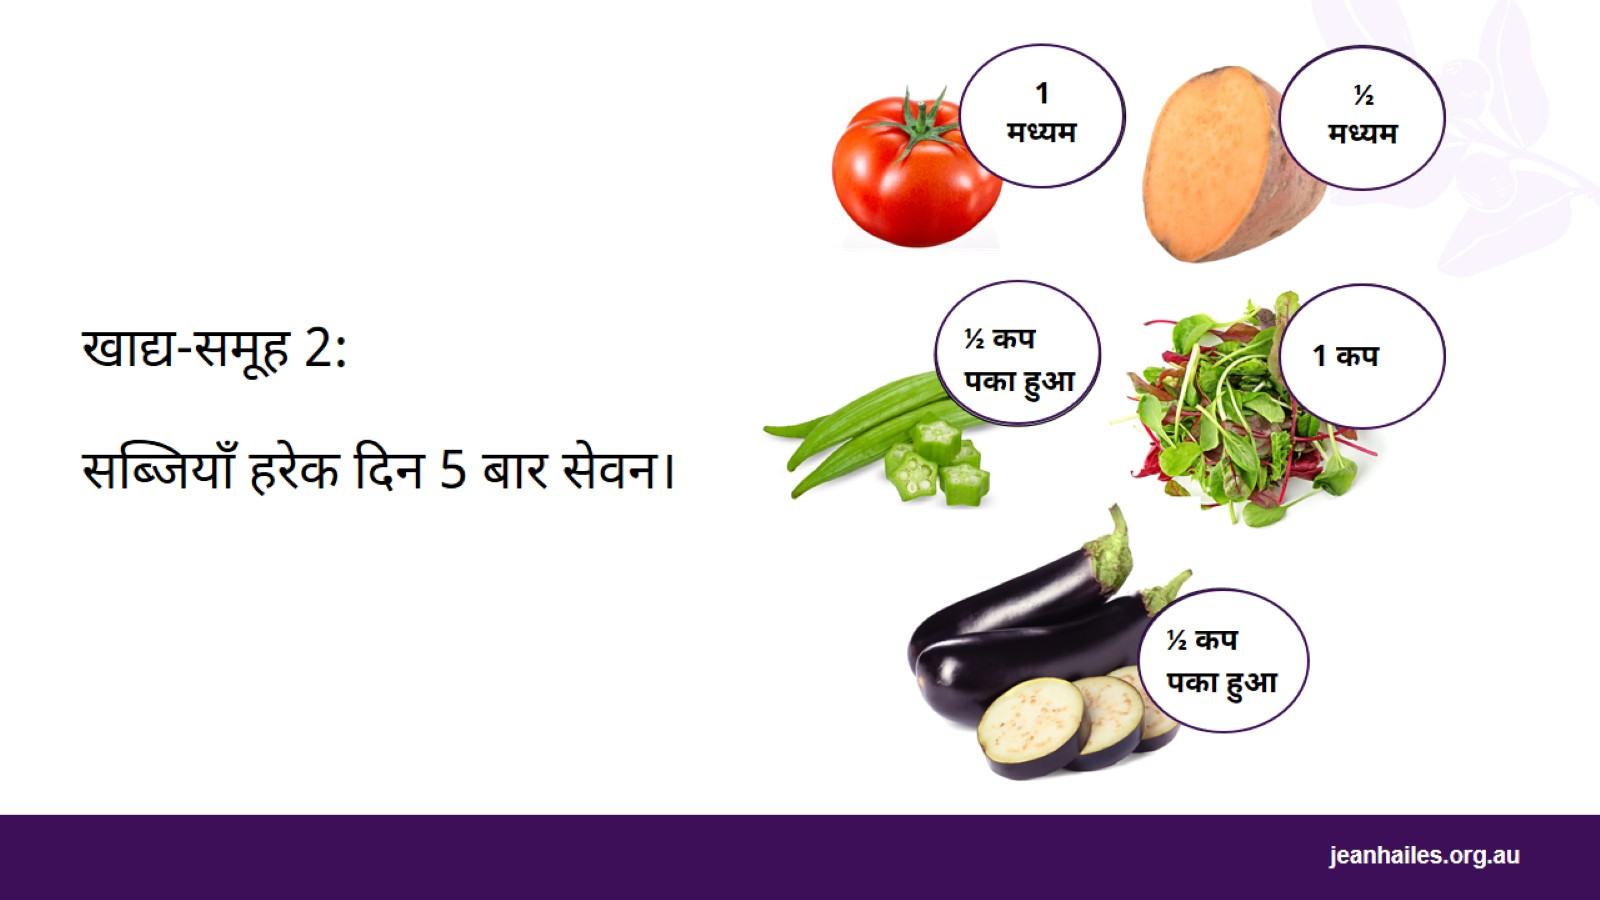 खाद्य-समूह 2:
सब्जियाँ हरेक दिन 5 बार सेवन।
1
मध्यम
½
मध्यम
½ कप
पका हुआ
1 कप
½ कप
पका हुआ
jeanhailes.org.au